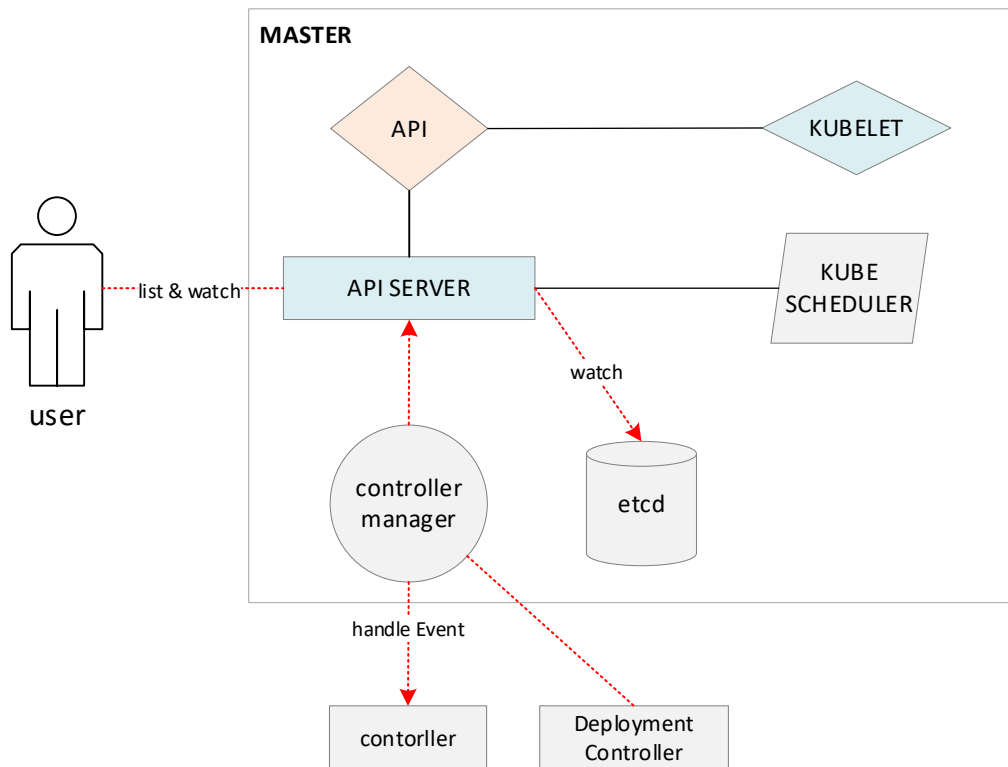 MASTER
API
KUBELET
list & watch
API SERVER
KUBE
SCHEDULER
watch
user
controller
manager
etcd
handle Event
contorller
Deployment
Controller